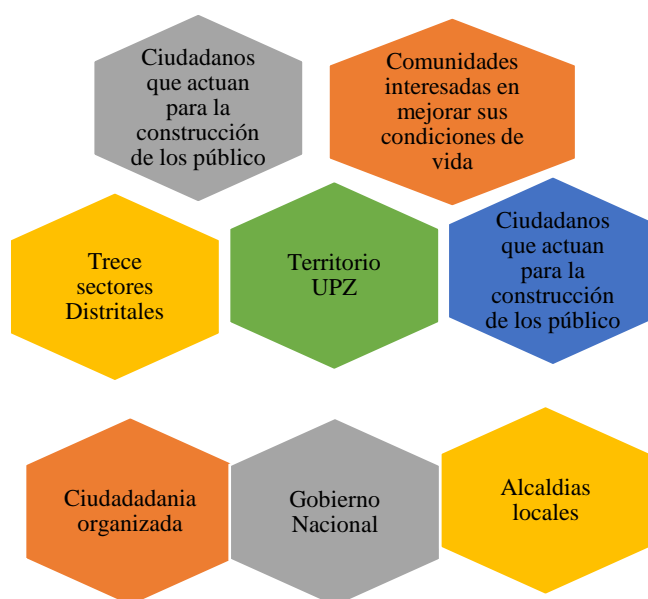 Ciudadanos
que actuan
para la
construcción
de los público
Comunidades
interesadas en
mejorar sus
condiciones de
vida
Trece
sectores
Distritales
Territorio
UPZ
Ciudadanos
que actuan
para la
construcción
de los público
Ciudadadania
organizada
Gobierno
Nacional
Alcaldias
locales